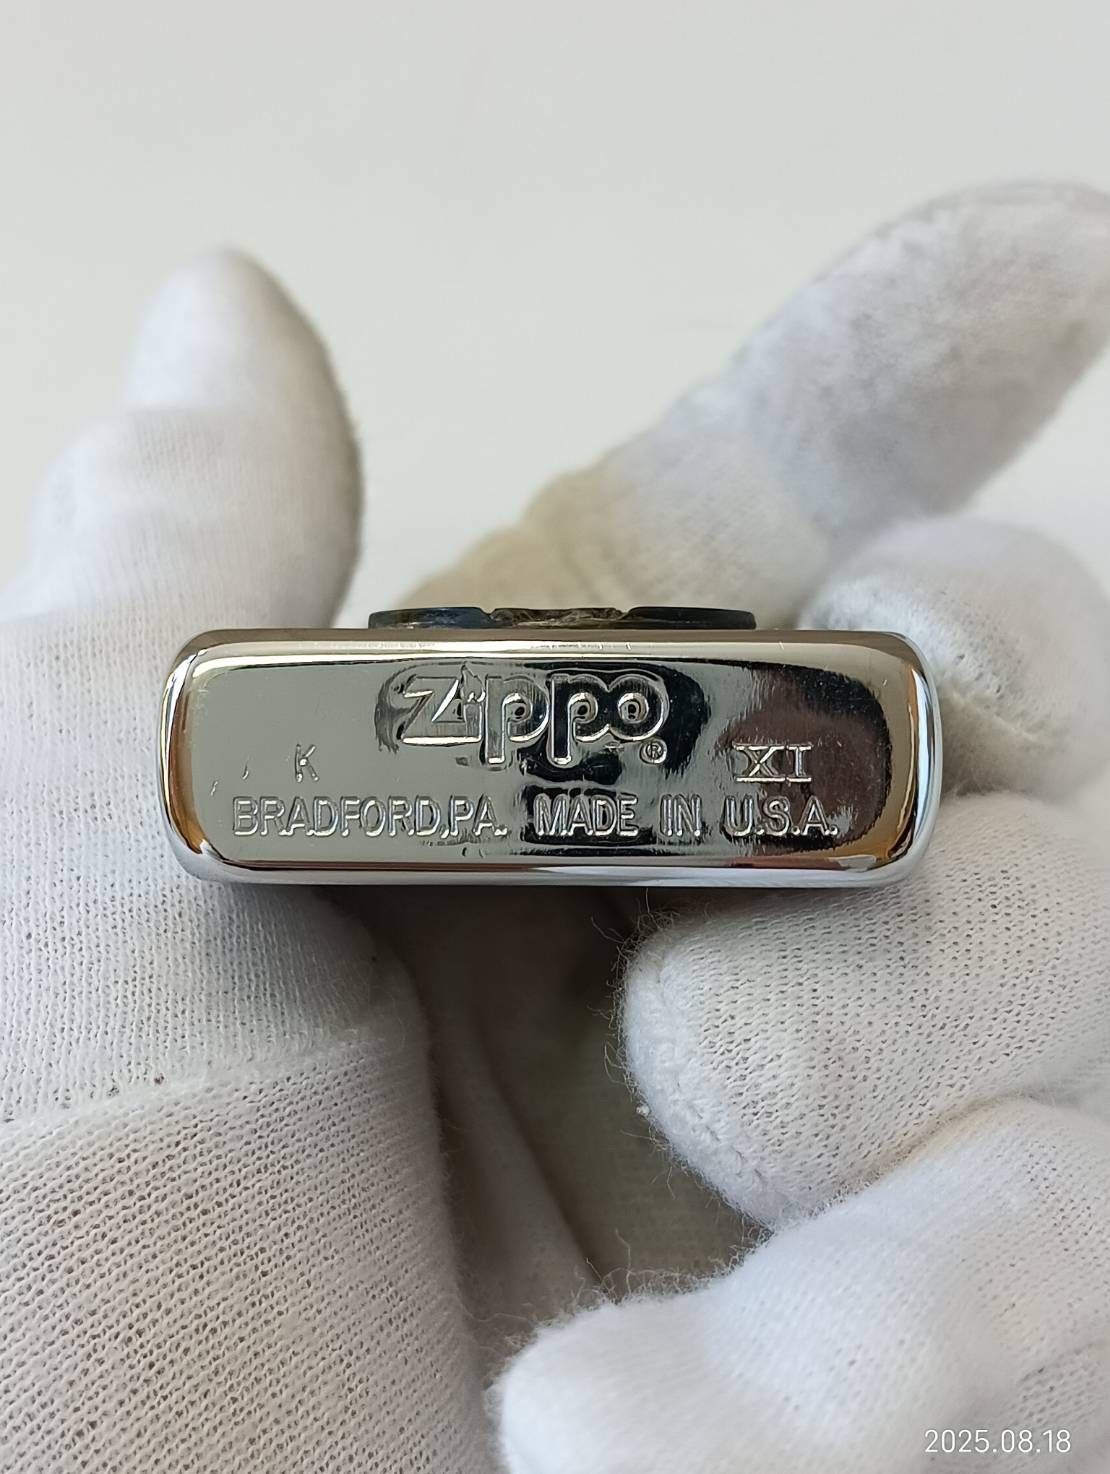 Zippo ®
K XI
BRADFORD,PA. MADE IN U.S.A.
2025.08.18